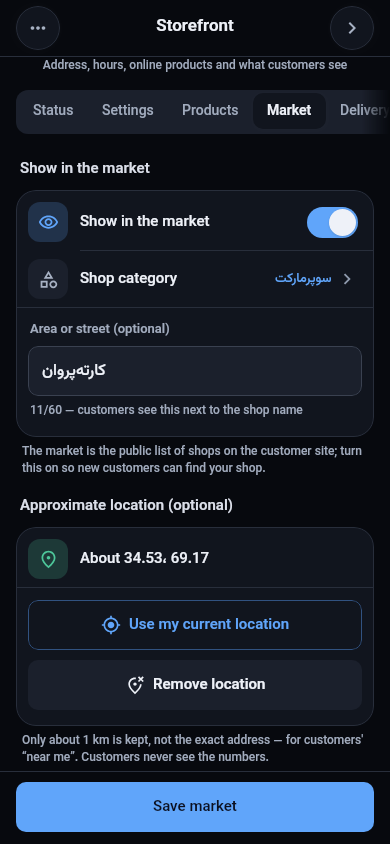 Storefront
Address, hours, online products and what customers see
Status Settings Products Market Delivery
Show in the market
Show in the market
Shop category سوپرمارکت
Area or street (optional)
کارته‌پروان
11/60 — customers see this next to the shop name
The market is the public list of shops on the customer site; turn
this on so new customers can find your shop.
Approximate location (optional)
About 34.53، 69.17
Use my current location
Remove location
Only about 1 km is kept, not the exact address — for customers'
“near me”. Customers never see the numbers.
Save market